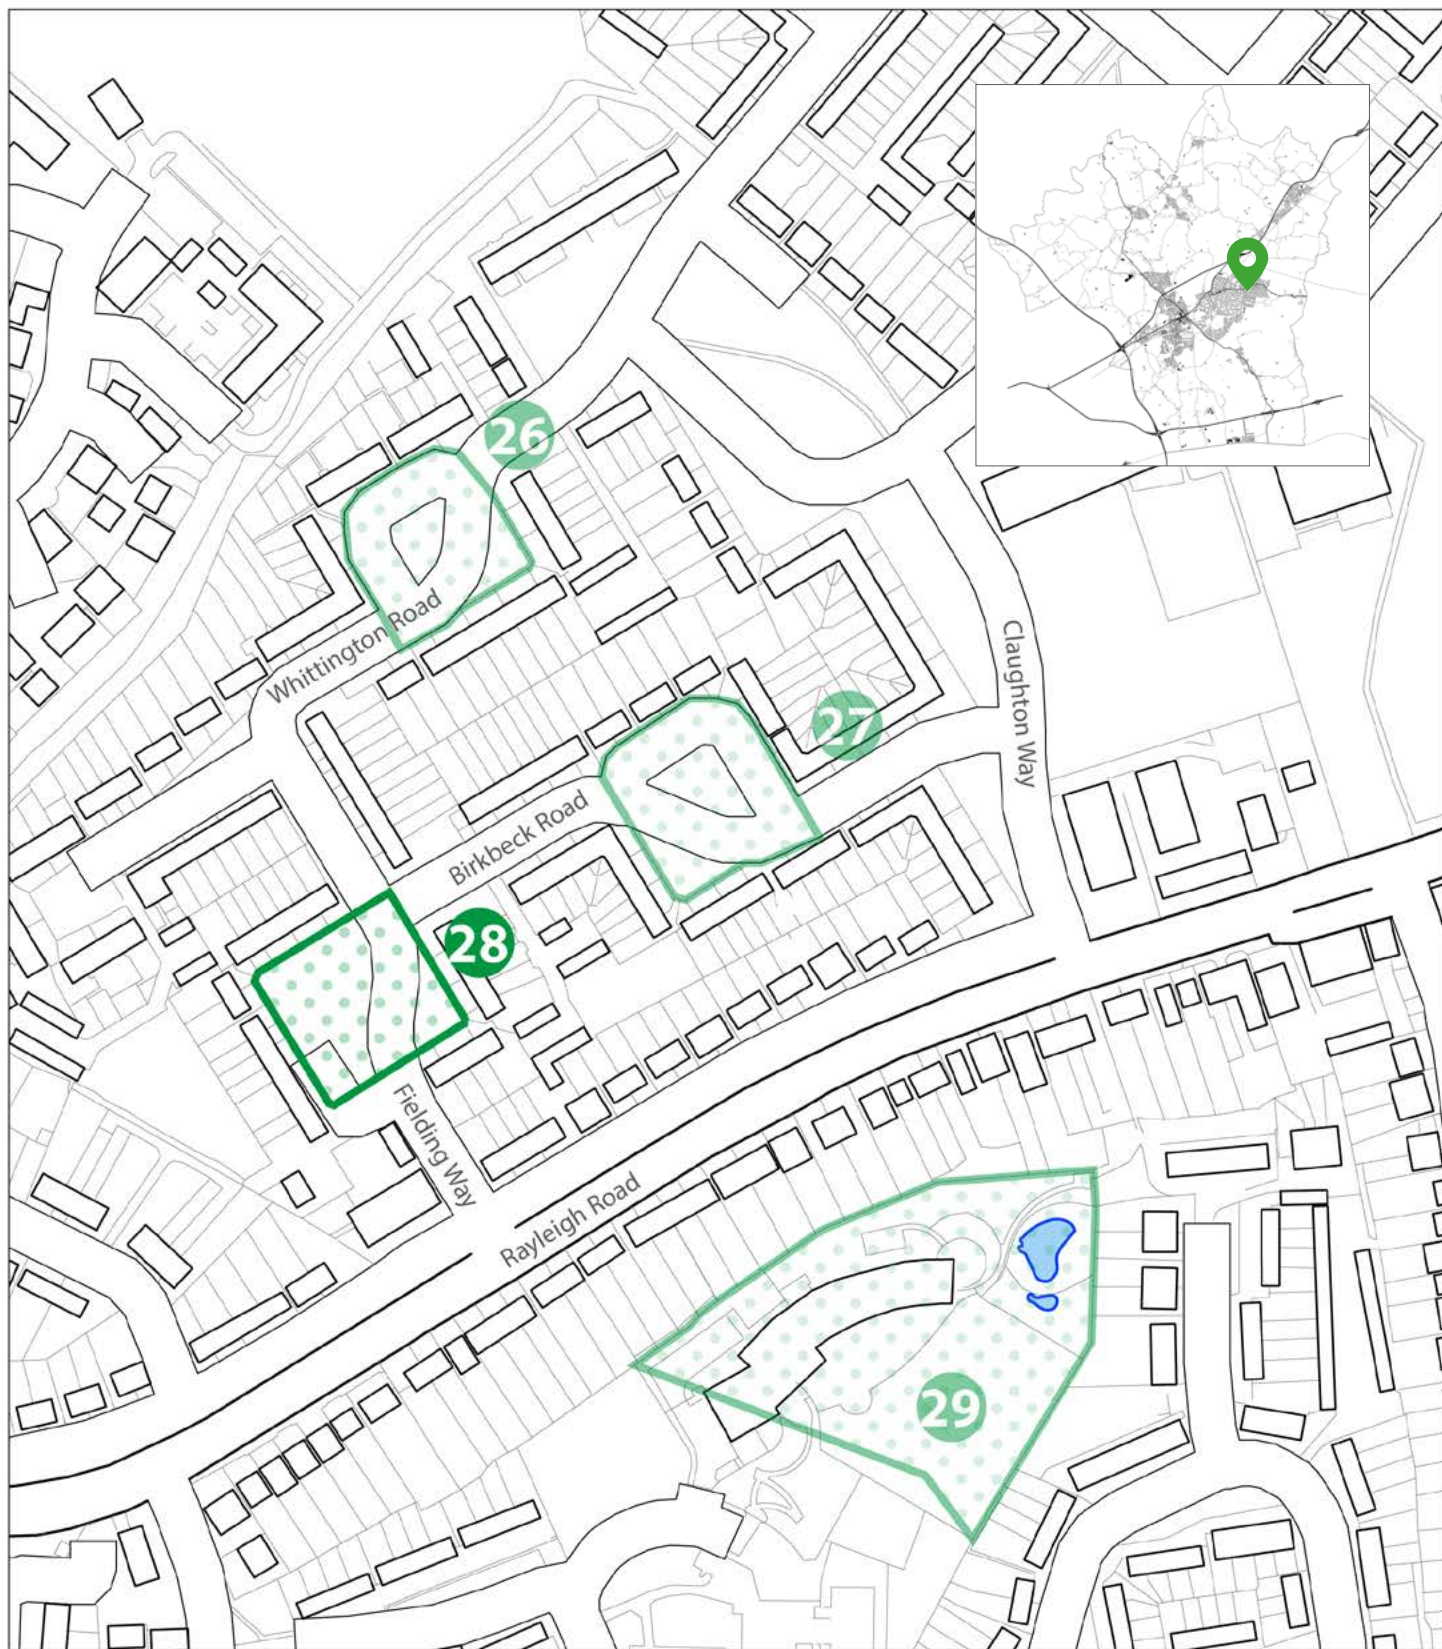 26
Whittington Road
Claughton Way
27
Birkbeck Road
28
Fielding Way
Rayleigh Road
29